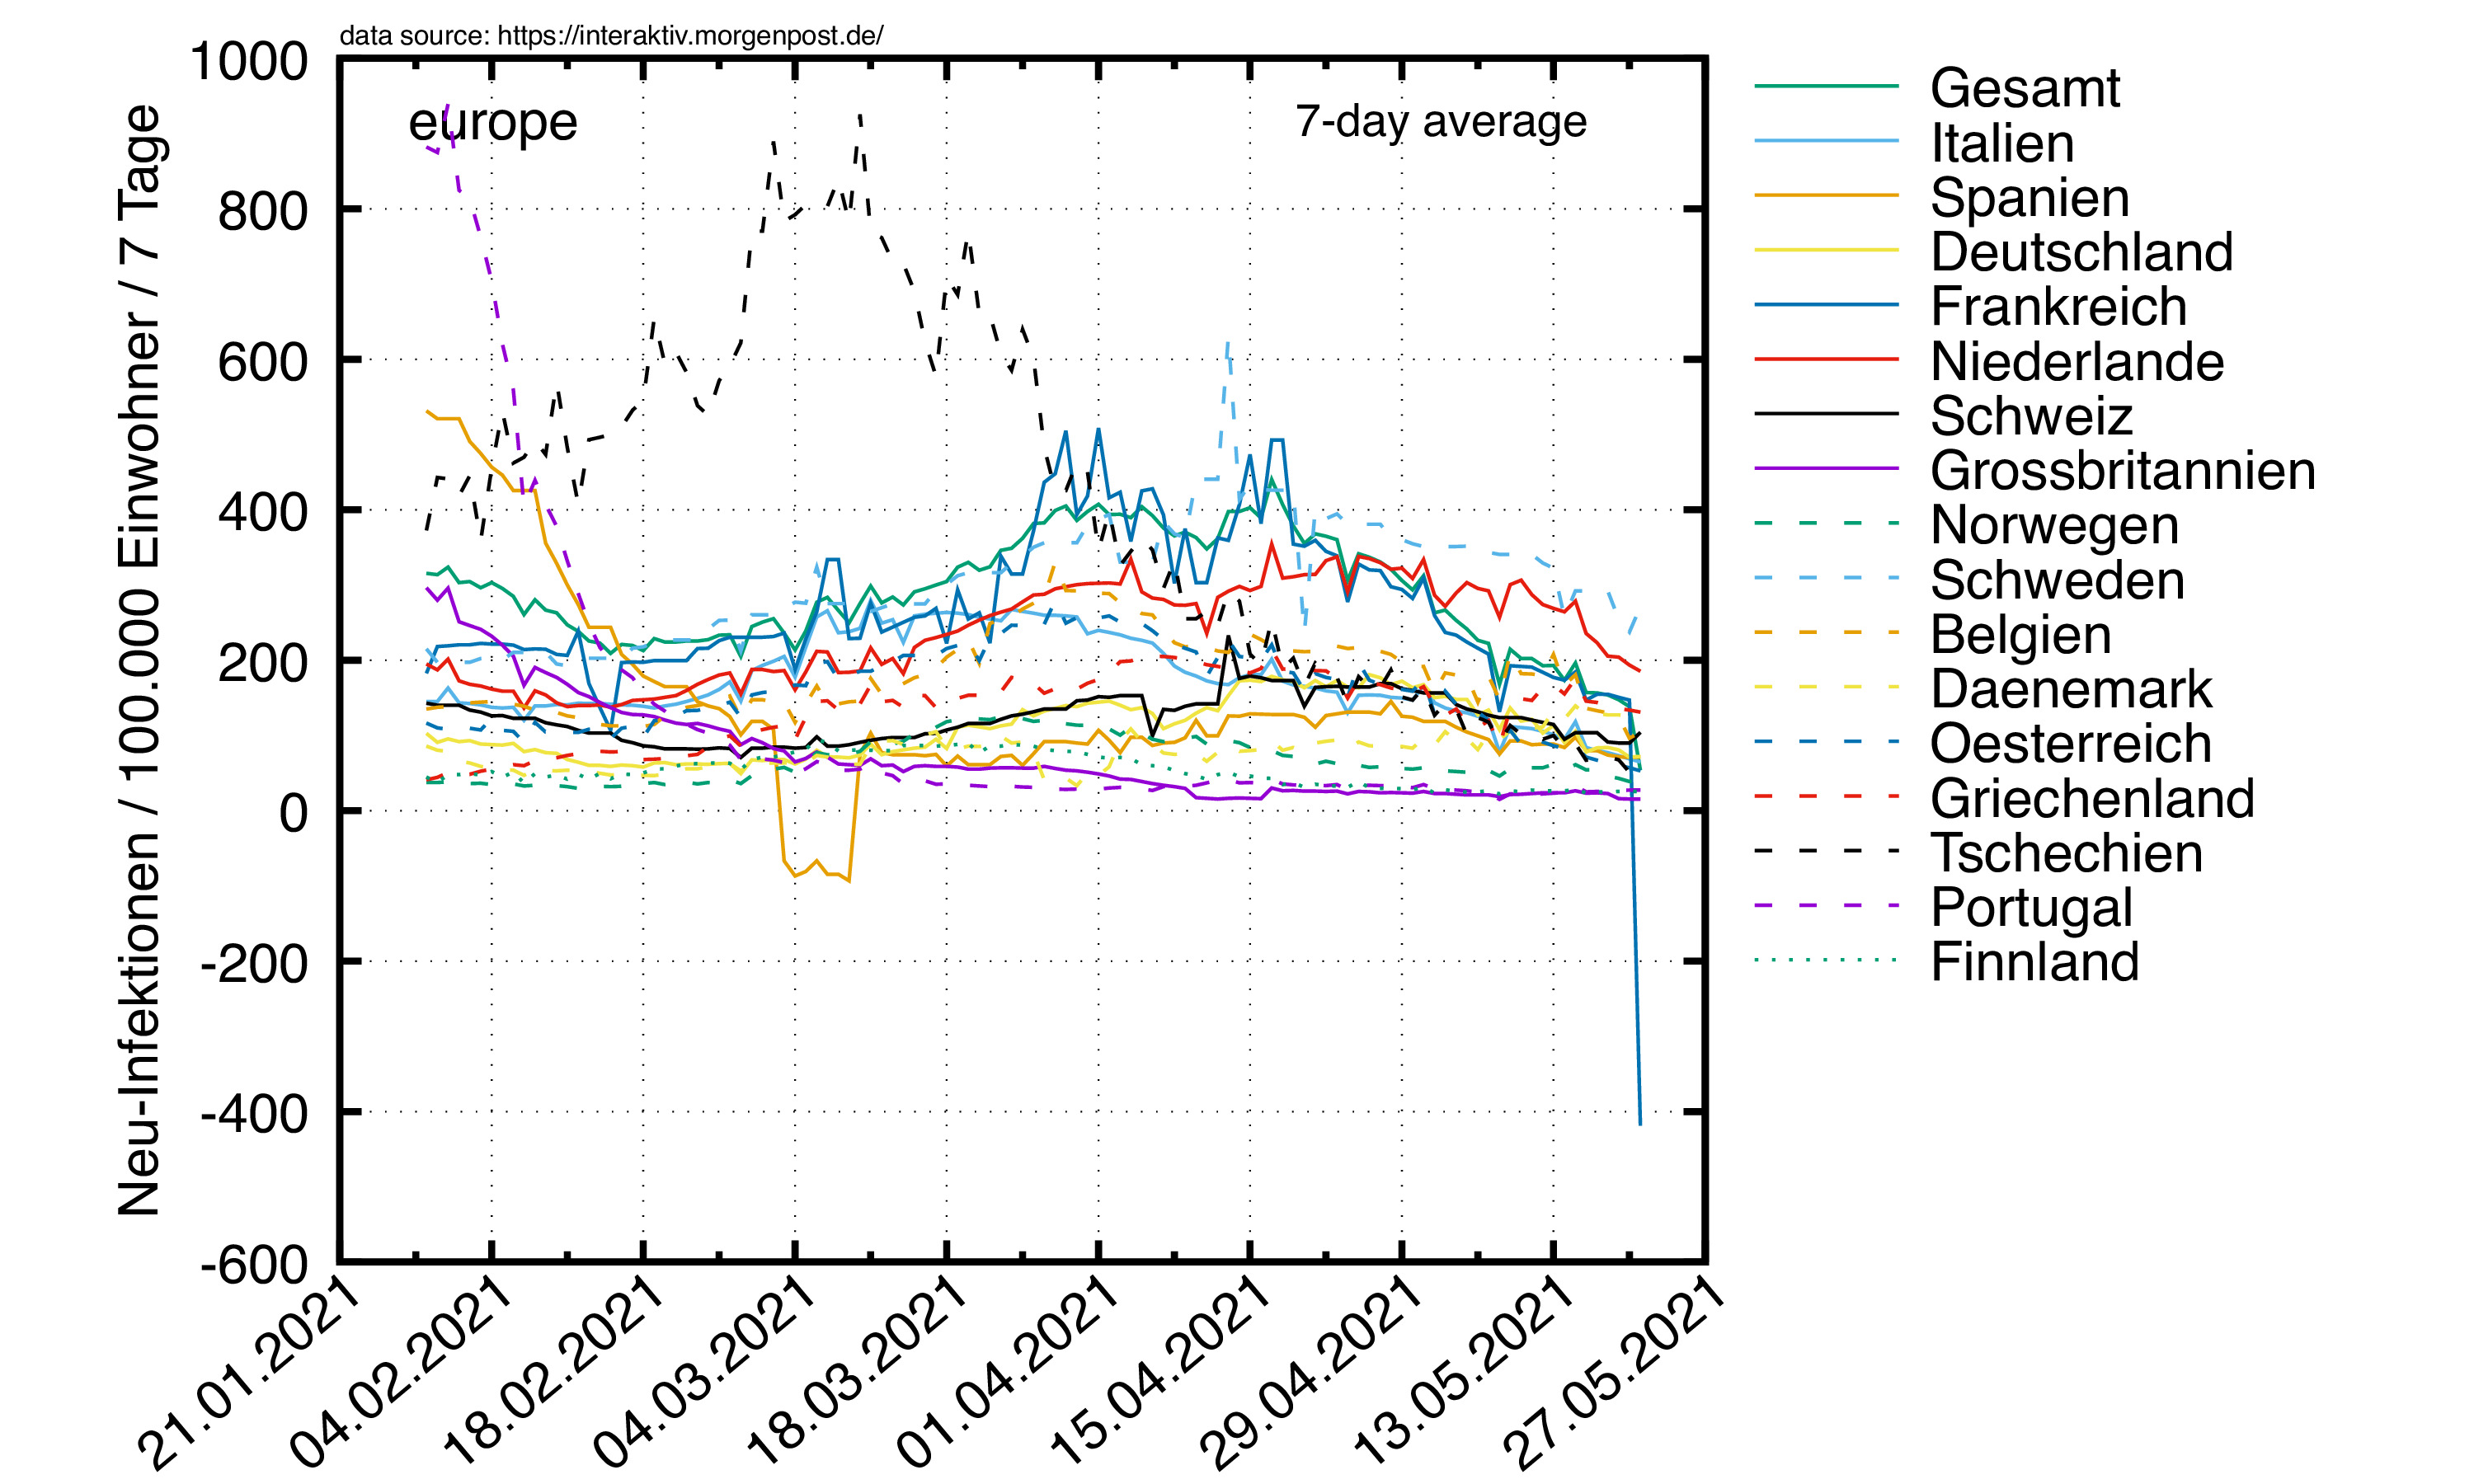 data source: https://interaktiv.morgenpost.de/
europe
7-day average
Neu-Infektionen / 100.000 Einwohner / 7 Tage
1000
800
600
400
200
0
-200
-400
-600
21.01.2021
04.02.2021
18.02.2021
04.03.2021
18.03.2021
01.04.2021
15.04.2021
29.04.2021
13.05.2021
27.05.2021
Gesamt
Italien
Spanien
Deutschland
Frankreich
Niederlande
Schweiz
Grossbritannien
Norwegen
Schweden
Belgien
Daenemark
Oesterreich
Griechenland
Tschechien
Portugal
Finnland